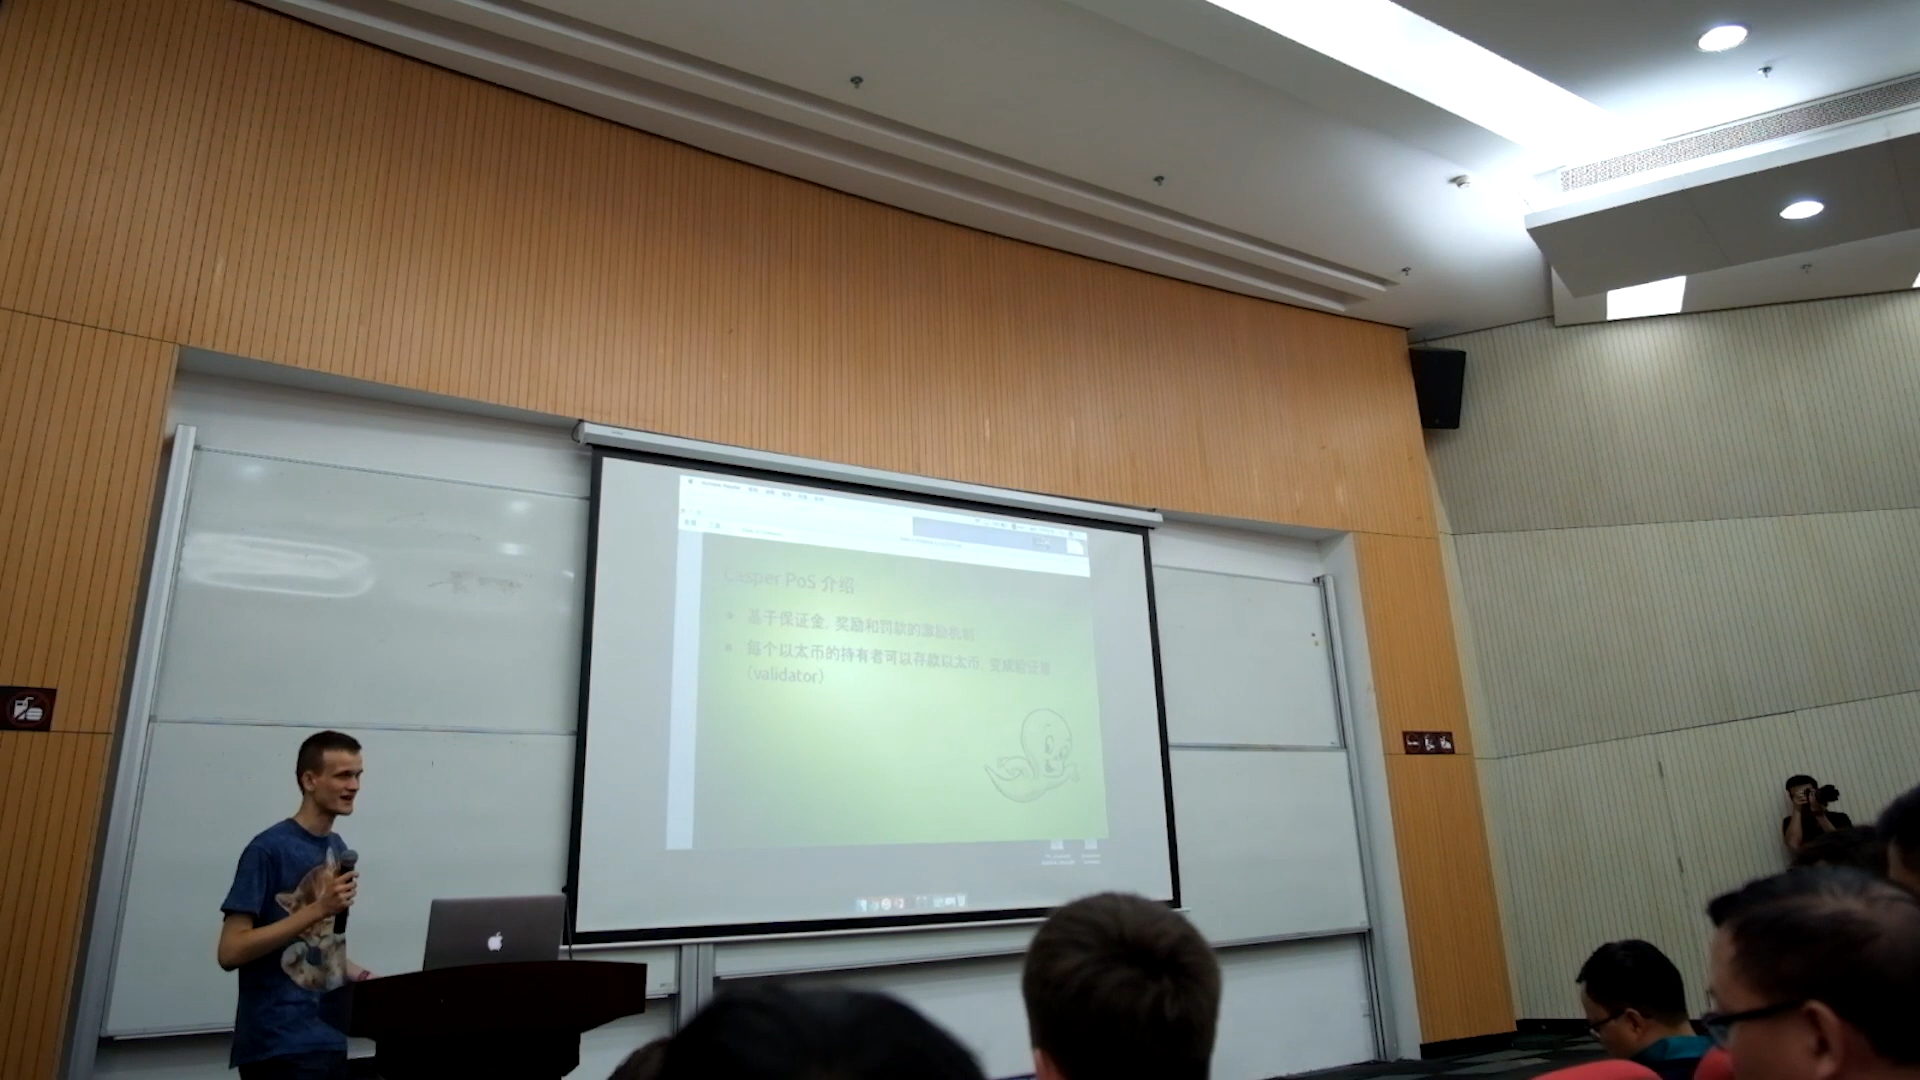 Casper PoS 介绍
基于保证金, 奖励和罚款的激励机制
每个以太币的持有者可以存款以太币, 变成验证者
(validator)